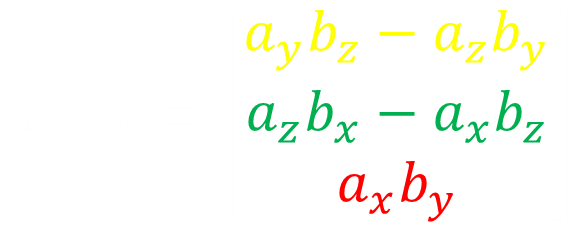 a_y b_z − a_z b_y
a_z b_x − a_x b_z
a_x b_y